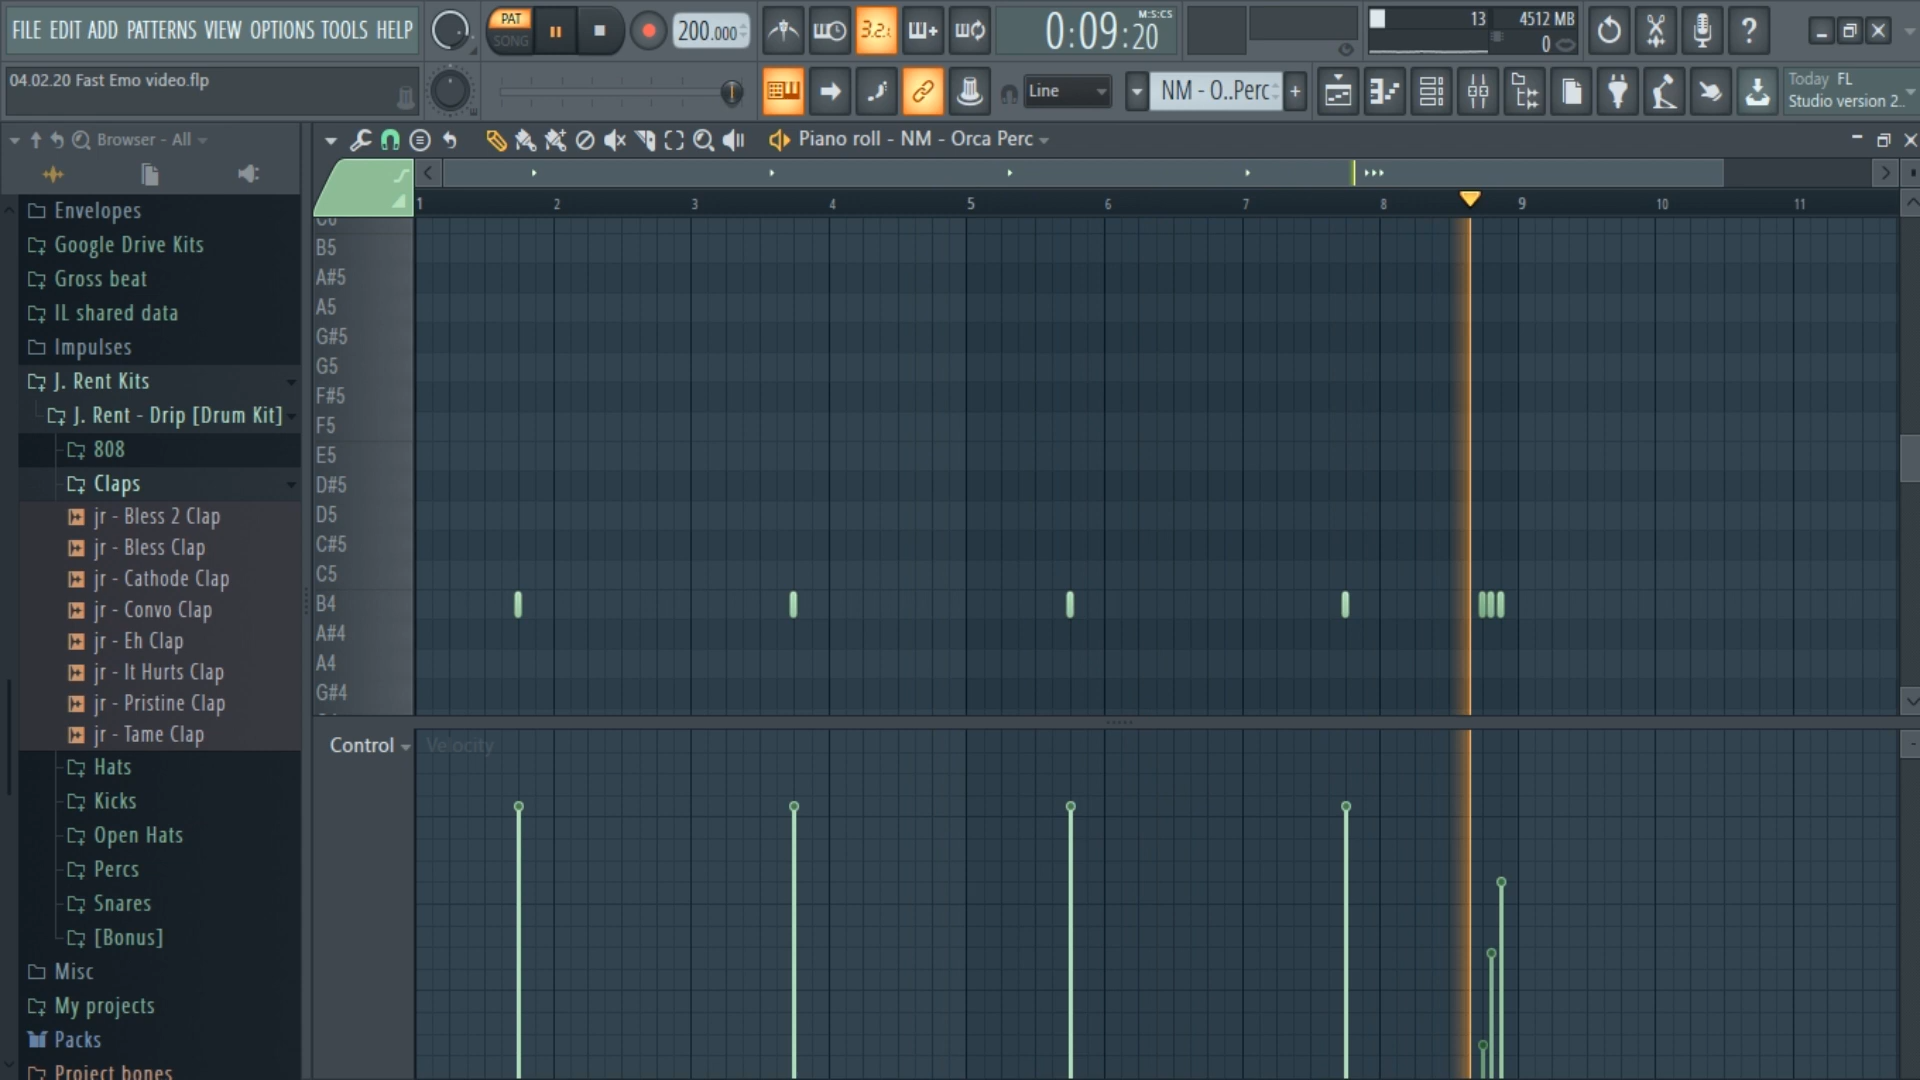 FILE EDIT ADD PATTERNS VIEW OPTIONS TOOLS HELP
PAT
SONG
200.000
3.2.
0:09:20
M:S:CS
13
4512 MB
0
04.02.20 Fast Emo video.flp
Line
NM - O..Perc
Today FL
Studio version 2..
Browser - All
Piano roll - NM - Orca Perc
1 2 3 4 5 6 7 8 9 10 11
Envelopes
Google Drive Kits
Gross beat
IL shared data
Impulses
J. Rent Kits
J. Rent - Drip [Drum Kit]
808
Claps
jr - Bless 2 Clap
jr - Bless Clap
jr - Cathode Clap
jr - Convo Clap
jr - Eh Clap
jr - It Hurts Clap
jr - Pristine Clap
jr - Tame Clap
Hats
Kicks
Open Hats
Percs
Snares
[Bonus]
Misc
My projects
Packs
Project bones
C6
B5
A#5
A5
G#5
G5
F#5
F5
E5
D#5
D5
C#5
C5
B4
A#4
A4
G#4
Control
Velocity